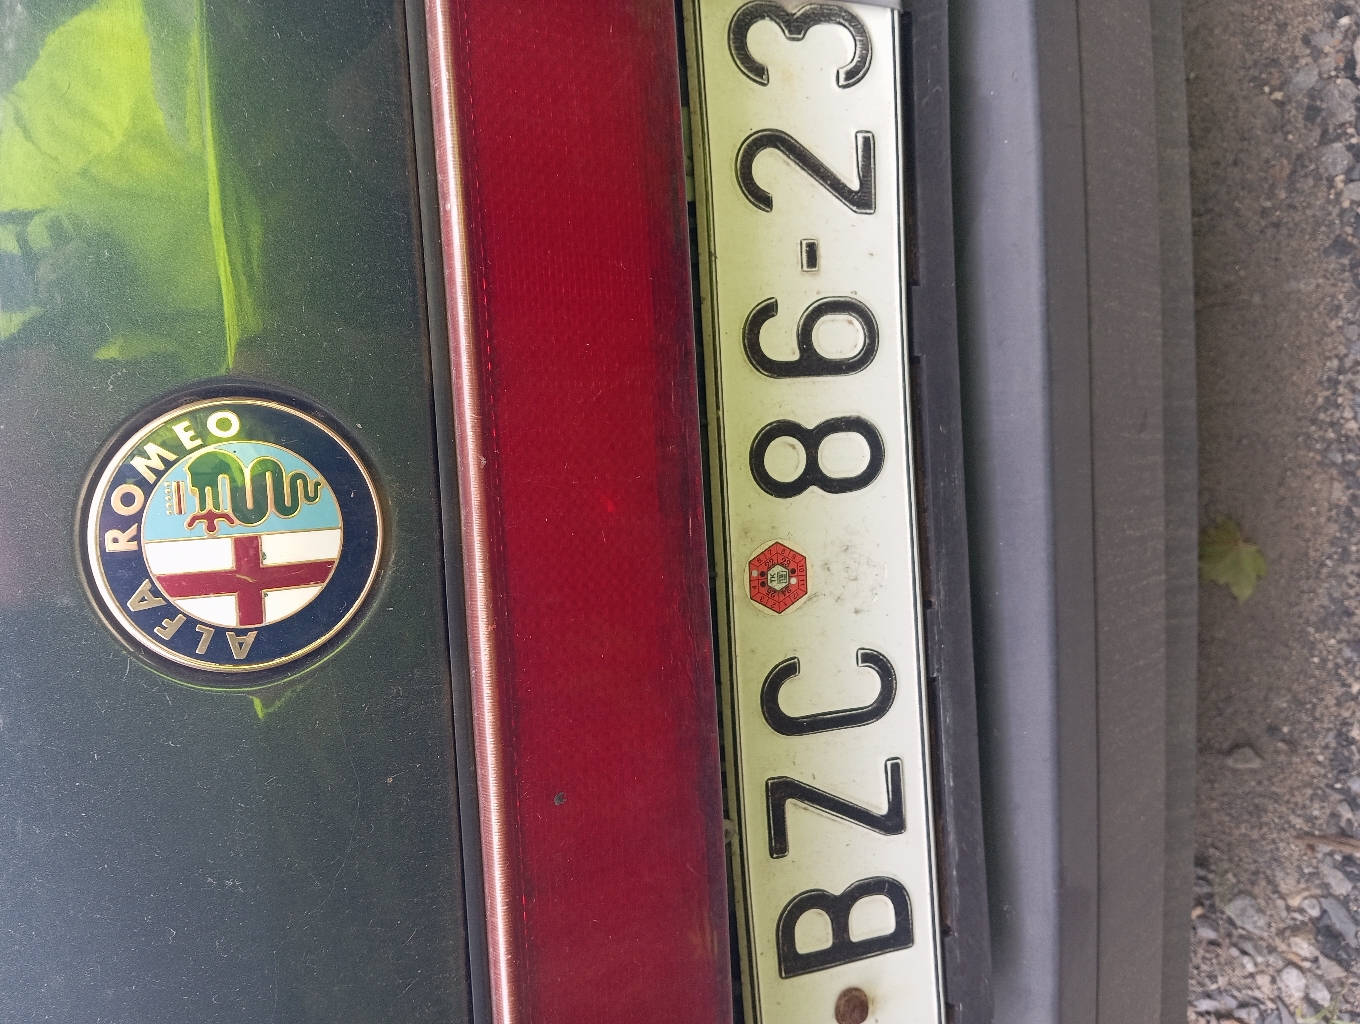 ALFA ROMEO
BZC 86-23